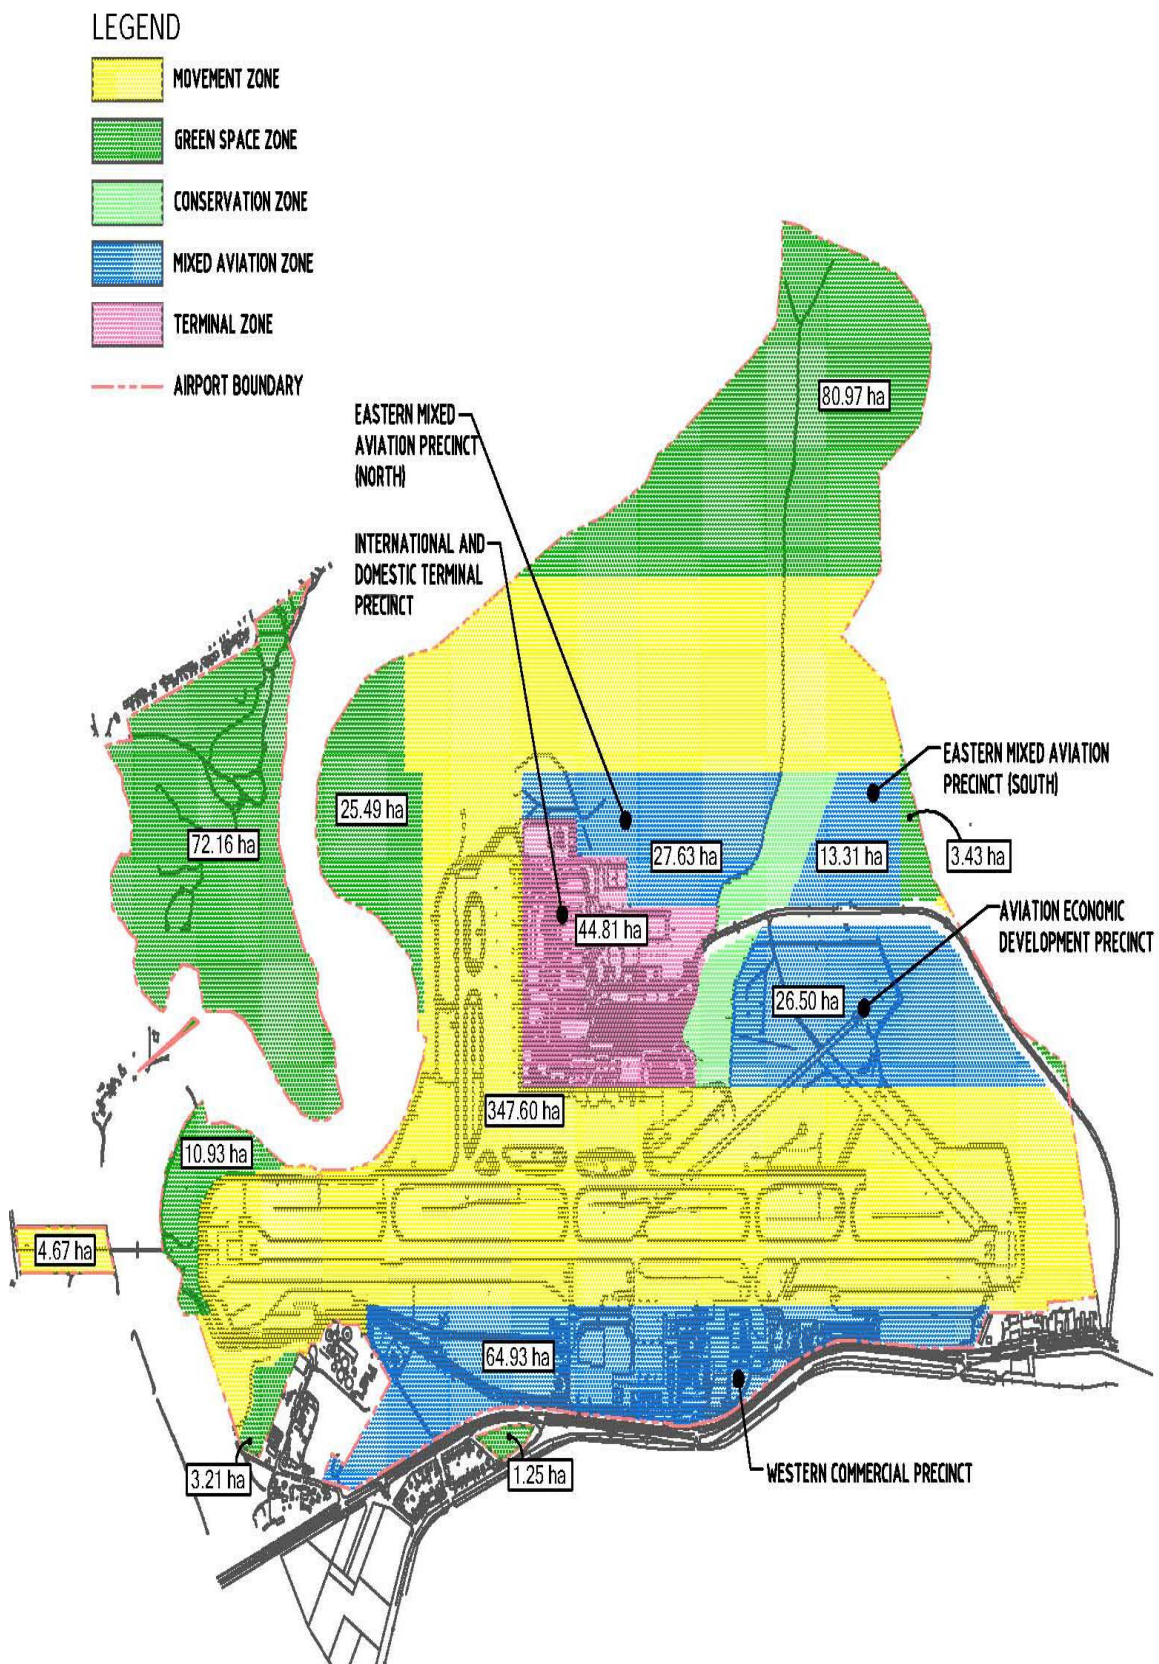 LEGEND
MOVEMENT ZONE
GREEN SPACE ZONE
CONSERVATION ZONE
MIXED AVIATION ZONE
TERMINAL ZONE
AIRPORT BOUNDARY
80.97 ha
EASTERN MIXED
AVIATION PRECINCT
(NORTH)
INTERNATIONAL AND
DOMESTIC TERMINAL
PRECINCT
EASTERN MIXED AVIATION
PRECINCT (SOUTH)
25.49 ha
72.16 ha
27.63 ha
13.31 ha
3.43 ha
44.81 ha
AVIATION ECONOMIC
DEVELOPMENT PRECINCT
26.50 ha
347.60 ha
10.93 ha
4.67 ha
64.93 ha
3.21 ha
1.25 ha
WESTERN COMMERCIAL PRECINCT